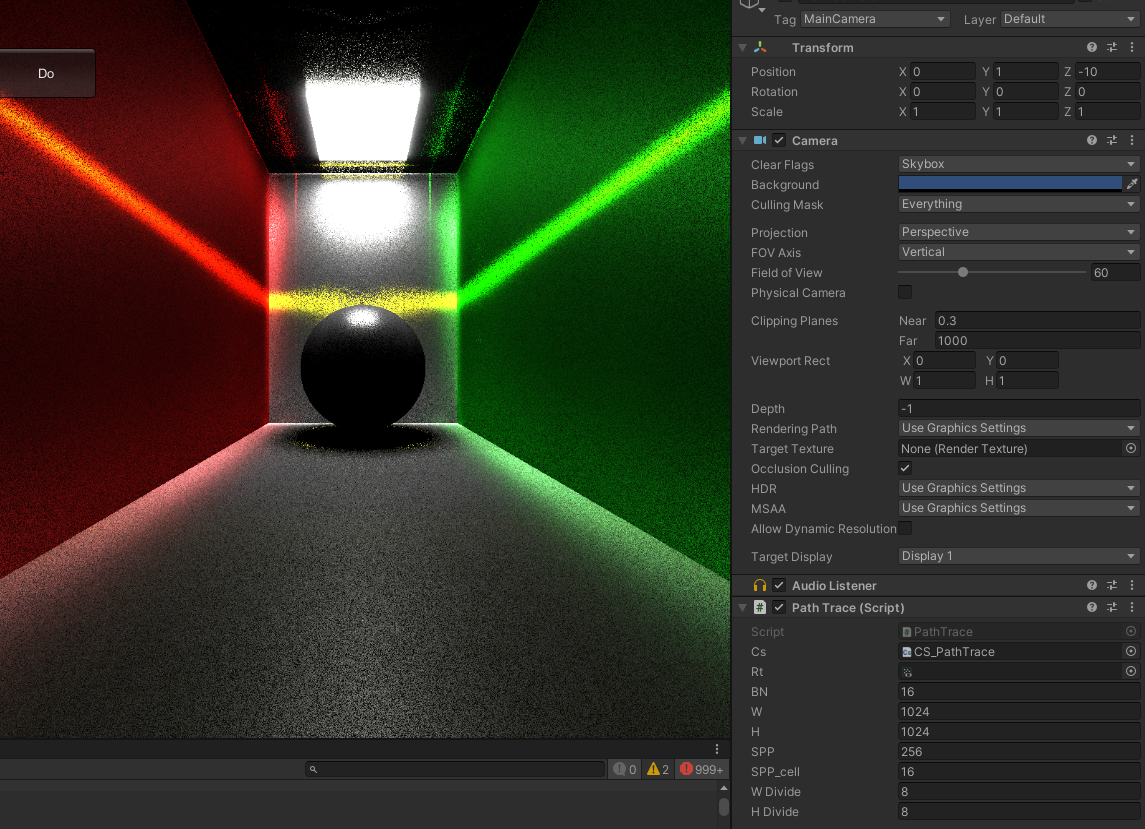 Tag MainCamera Layer Default
Transform
Do
Position X 0 Y 1 Z -10
Rotation X 0 Y 0 Z 0
Scale X 1 Y 1 Z 1
Camera
Clear Flags Skybox
Background
Culling Mask Everything
Projection Perspective
FOV Axis Vertical
Field of View 60
Physical Camera
Clipping Planes Near 0.3
Far 1000
Viewport Rect X 0 Y 0
W 1 H 1
Depth -1
Rendering Path Use Graphics Settings
Target Texture None (Render Texture)
Occlusion Culling
HDR Use Graphics Settings
MSAA Use Graphics Settings
Allow Dynamic Resolution
Target Display Display 1
Audio Listener
Path Trace (Script)
Script PathTrace
Cs CS_PathTrace
Rt
BN 16
W 1024
H 1024
SPP 256
SPP_cell 16
W Divide 8
H Divide 8
0 2 999+